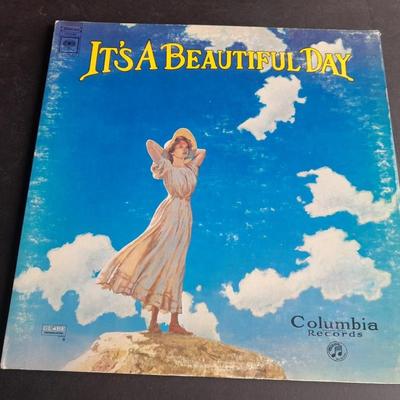 IT'S A BEAUTIFUL DAY
Columbia
Records